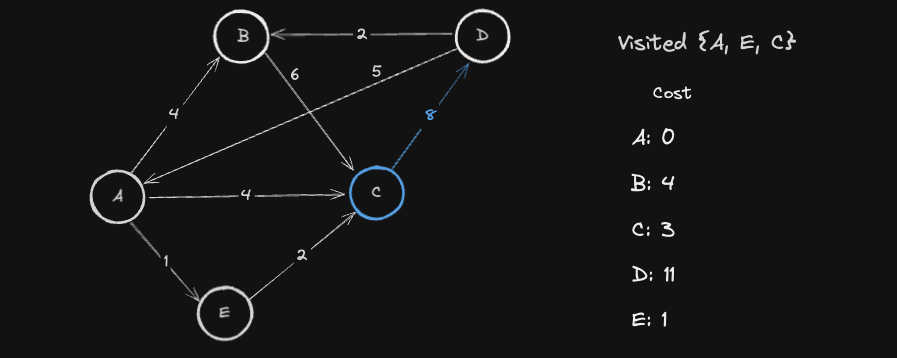 B
2
D
Visited {A, E, C}
6
5
Cost
4
8
A: 0
B: 4
A
4
C
C: 3
1
2
D: 11
E
E: 1